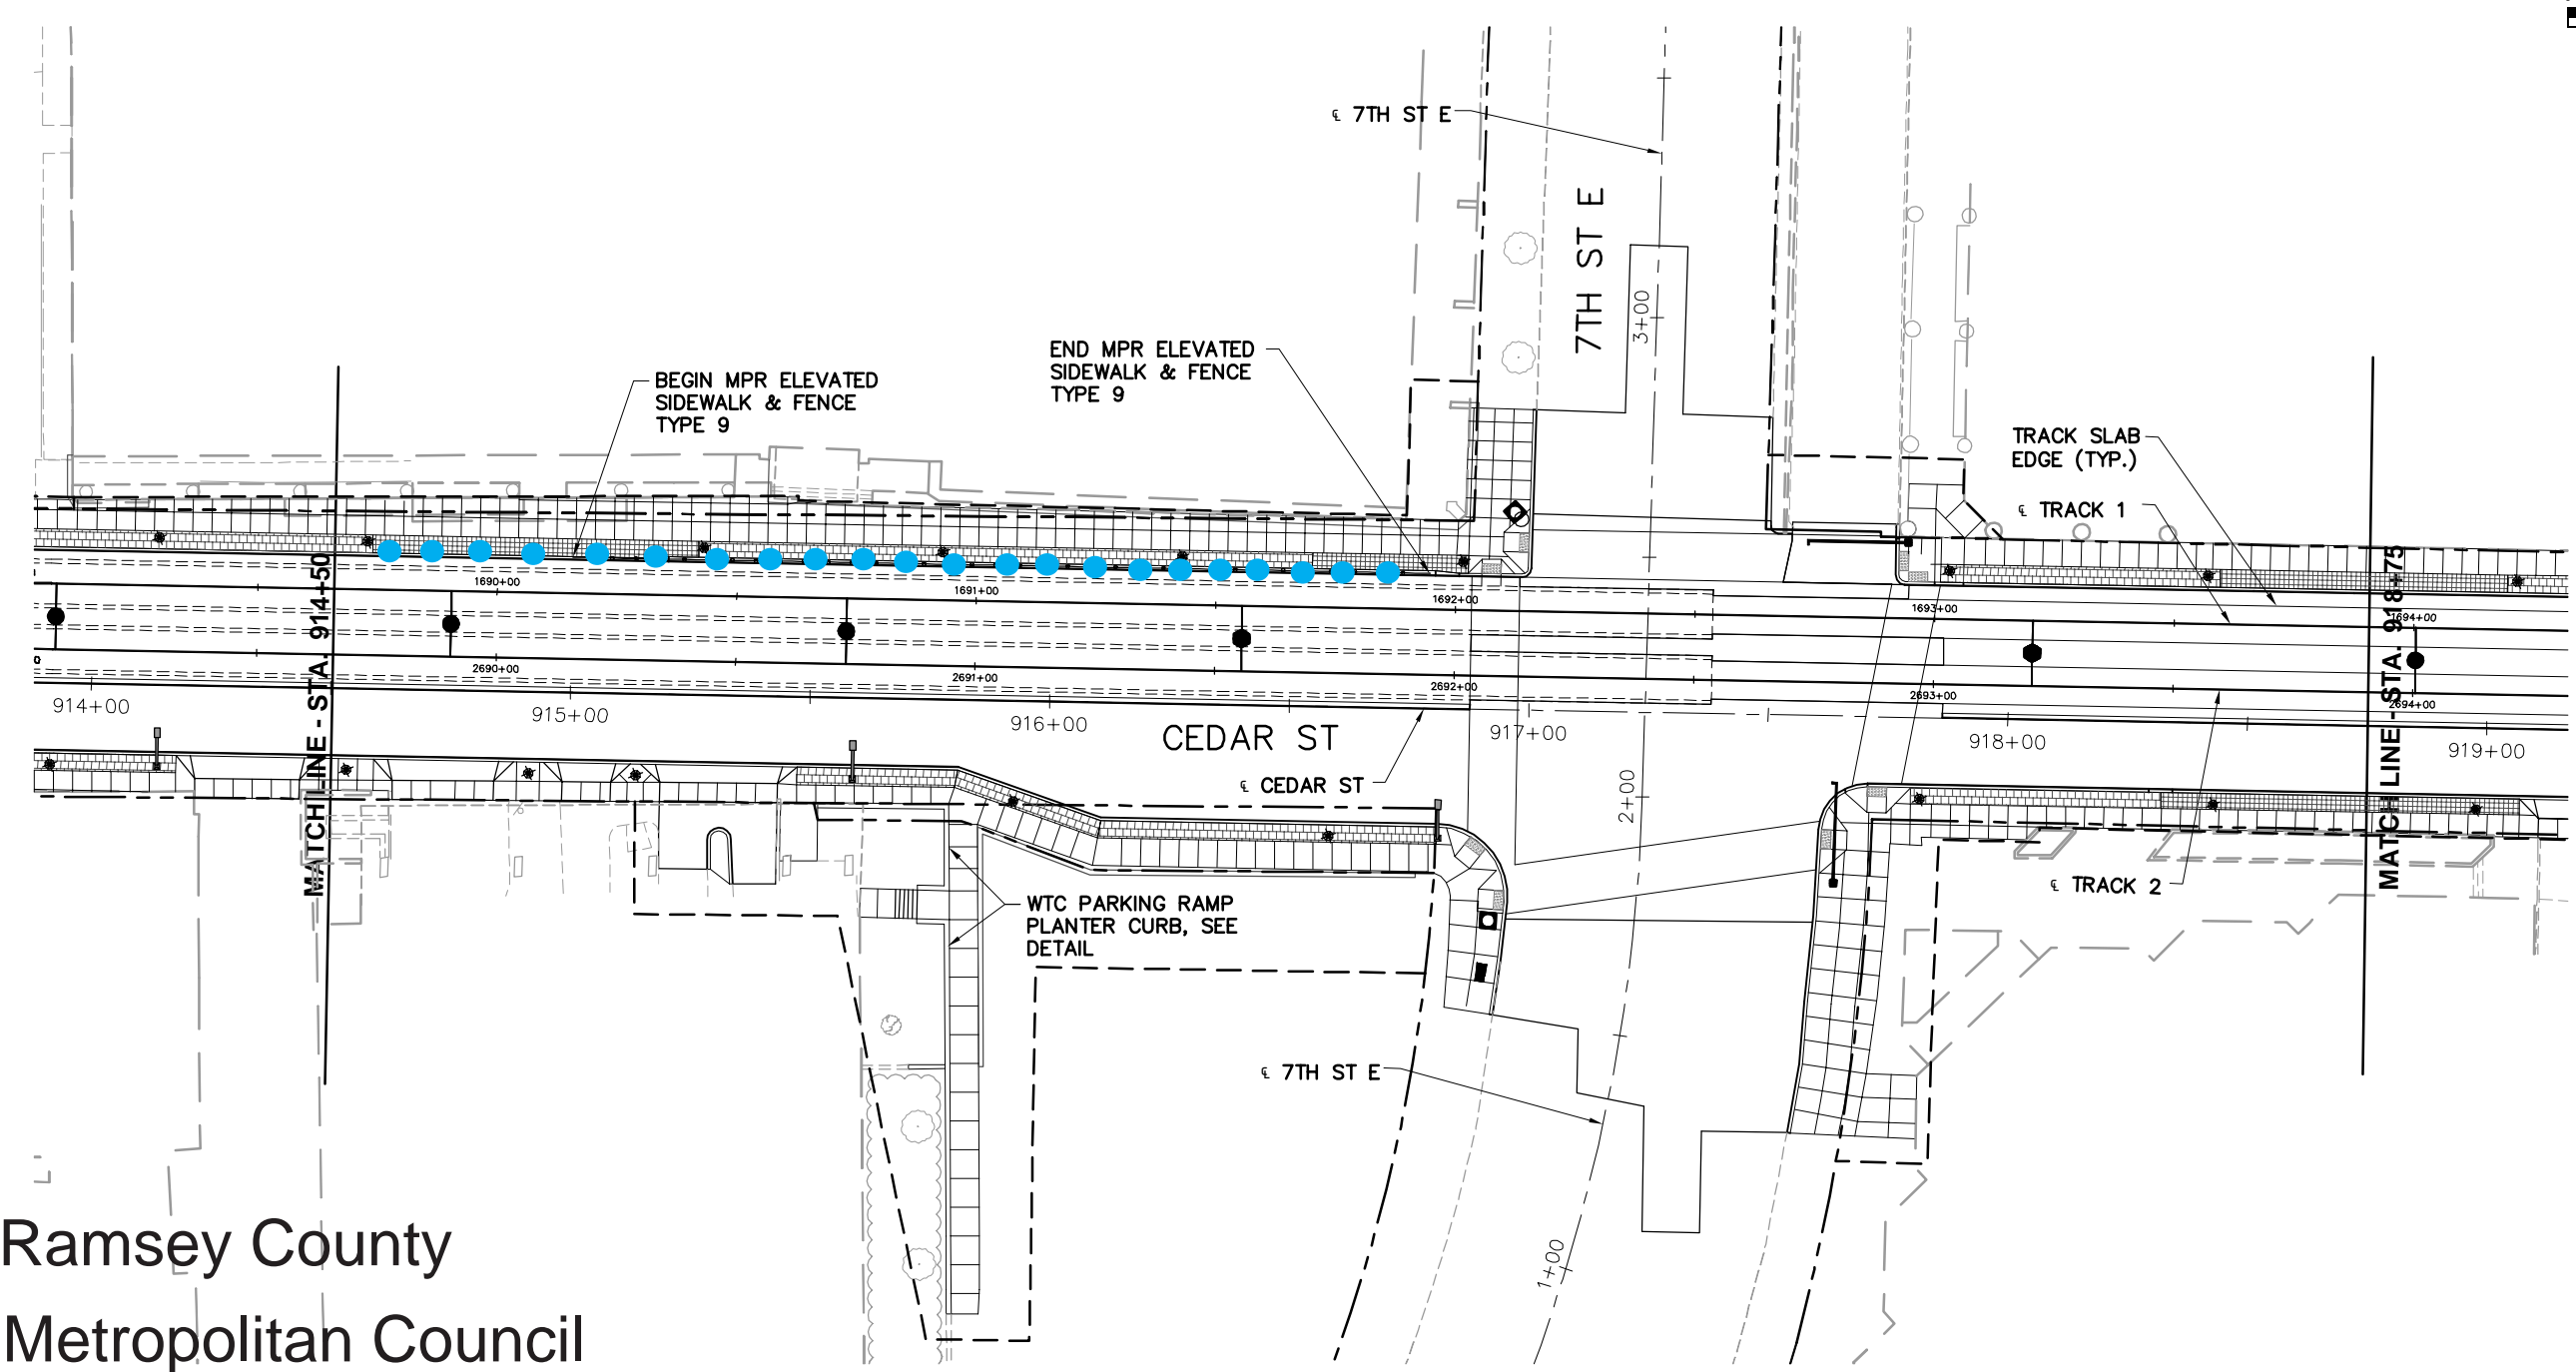 ℄ 7TH ST E
7TH ST E
3+00
END MPR ELEVATED
SIDEWALK & FENCE
TYPE 9
BEGIN MPR ELEVATED
SIDEWALK & FENCE
TYPE 9
TRACK SLAB
EDGE (TYP.)
℄ TRACK 1
MATCH LINE - STA. 914+50
MATCH LINE - STA. 918+75
1690+00
1691+00
1692+00
1693+00
1694+00
2690+00
2691+00
2692+00
2693+00
2694+00
914+00
915+00
916+00
917+00
918+00
919+00
CEDAR ST
℄ CEDAR ST
2+00
℄ TRACK 2
WTC PARKING RAMP
PLANTER CURB, SEE
DETAIL
℄ 7TH ST E
1+00
Ramsey County
Metropolitan Council